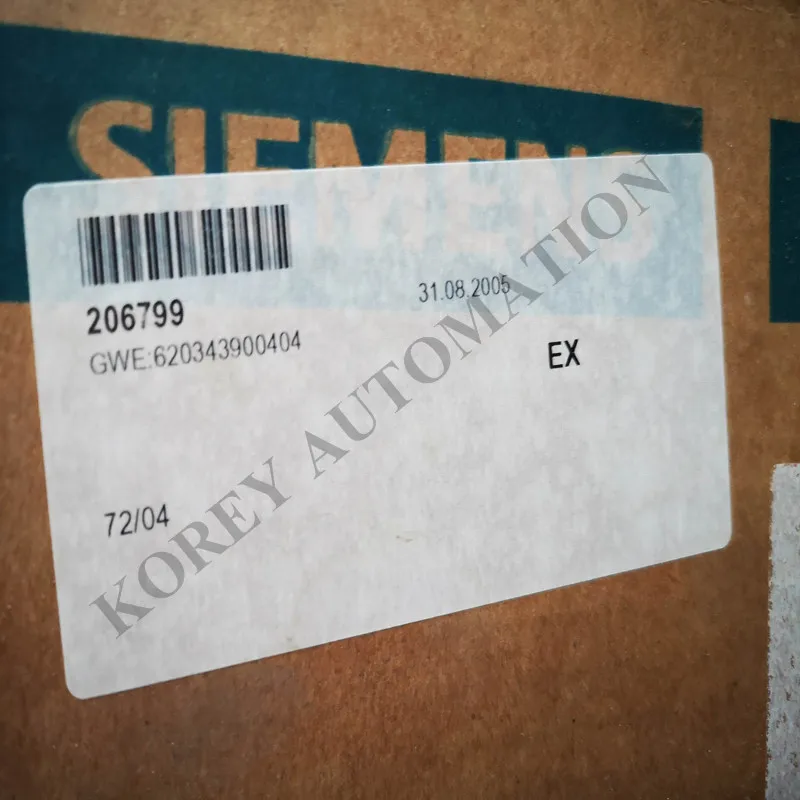 SIEMENS
206799
GWE:620343900404
31.08.2005
EX
72/04
KOREY AUTOMATION